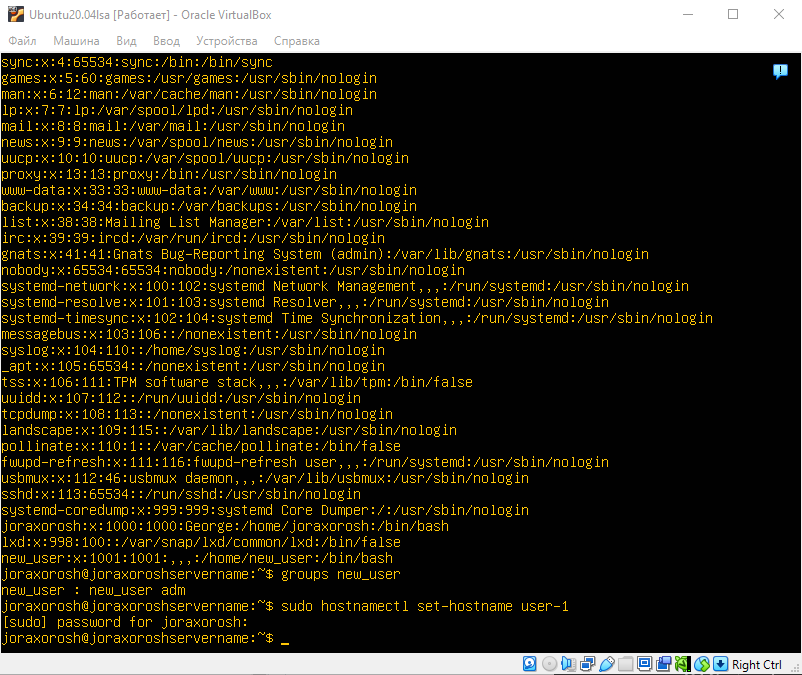 Ubuntu20.04lsa [Работает] - Oracle VirtualBox
Файл Машина Вид Ввод Устройства Справка
sync:x:4:65534:sync:/bin:/bin/sync
games:x:5:60:games:/usr/games:/usr/sbin/nologin
man:x:6:12:man:/var/cache/man:/usr/sbin/nologin
lp:x:7:7:lp:/var/spool/lpd:/usr/sbin/nologin
mail:x:8:8:mail:/var/mail:/usr/sbin/nologin
news:x:9:9:news:/var/spool/news:/usr/sbin/nologin
uucp:x:10:10:uucp:/var/spool/uucp:/usr/sbin/nologin
proxy:x:13:13:proxy:/bin:/usr/sbin/nologin
www-data:x:33:33:www-data:/var/www:/usr/sbin/nologin
backup:x:34:34:backup:/var/backups:/usr/sbin/nologin
list:x:38:38:Mailing List Manager:/var/list:/usr/sbin/nologin
irc:x:39:39:ircd:/var/run/ircd:/usr/sbin/nologin
gnats:x:41:41:Gnats Bug-Reporting System (admin):/var/lib/gnats:/usr/sbin/nologin
nobody:x:65534:65534:nobody:/nonexistent:/usr/sbin/nologin
systemd-network:x:100:102:systemd Network Management,,,:/run/systemd:/usr/sbin/nologin
systemd-resolve:x:101:103:systemd Resolver,,,:/run/systemd:/usr/sbin/nologin
systemd-timesync:x:102:104:systemd Time Synchronization,,,:/run/systemd:/usr/sbin/nologin
messagebus:x:103:106::/nonexistent:/usr/sbin/nologin
syslog:x:104:110::/home/syslog:/usr/sbin/nologin
_apt:x:105:65534::/nonexistent:/usr/sbin/nologin
tss:x:106:111:TPM software stack,,,:/var/lib/tpm:/bin/false
uuidd:x:107:112::/run/uuidd:/usr/sbin/nologin
tcpdump:x:108:113::/nonexistent:/usr/sbin/nologin
landscape:x:109:115::/var/lib/landscape:/usr/sbin/nologin
pollinate:x:110:1::/var/cache/pollinate:/bin/false
fwupd-refresh:x:111:116:fwupd-refresh user,,,:/run/systemd:/usr/sbin/nologin
usbmux:x:112:46:usbmux daemon,,,:/var/lib/usbmux:/usr/sbin/nologin
sshd:x:113:65534::/run/sshd:/usr/sbin/nologin
systemd-coredump:x:999:999:systemd Core Dumper:/:/usr/sbin/nologin
joraxorosh:x:1000:1000:George:/home/joraxorosh:/bin/bash
lxd:x:998:100::/var/snap/lxd/common/lxd:/bin/false
new_user:x:1001:1001:,,,:/home/new_user:/bin/bash
joraxorosh@joraxoroshservername:~$ groups new_user
new_user : new_user adm
joraxorosh@joraxoroshservername:~$ sudo hostnamectl set-hostname user-1
[sudo] password for joraxorosh:
joraxorosh@joraxoroshservername:~$ _
Right Ctrl